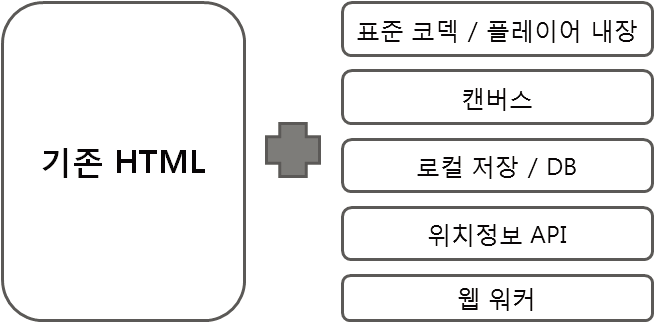 기존 HTML
표준 코덱 / 플레이어 내장
캔버스
로컬 저장 / DB
위치정보 API
웹 워커